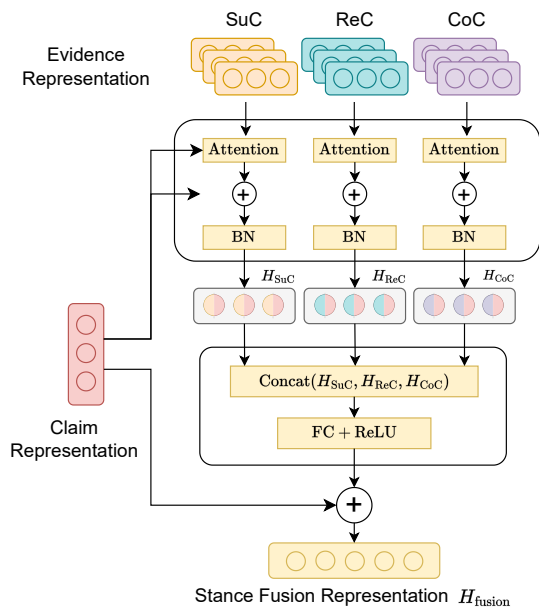 SuC ReC CoC
Evidence
Representation
Attention Attention Attention
+ + +
BN BN BN
H_SuC H_ReC H_CoC
Claim
Representation
Concat(H_SuC, H_ReC, H_CoC)
FC + ReLU
+
Stance Fusion Representation H_fusion